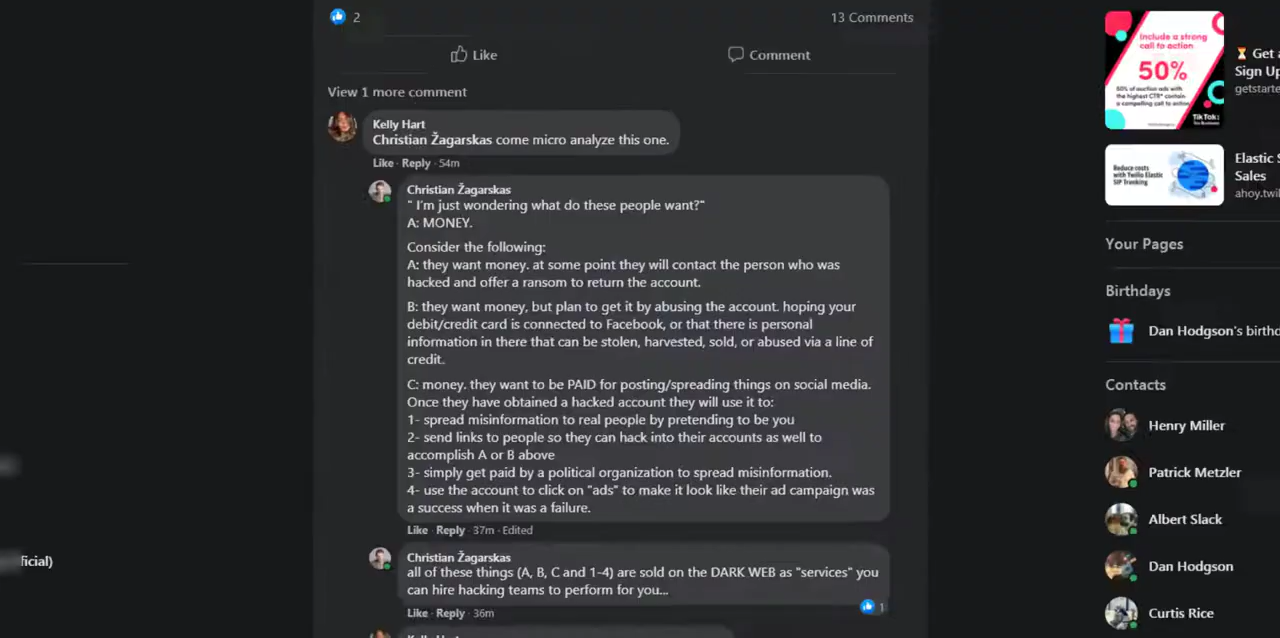 2
13 Comments
Like
Comment
View 1 more comment
Kelly Hart
Christian Žagarskas come micro analyze this one.
Like · Reply · 54m
Christian Žagarskas
" I'm just wondering what do these people want?"
A: MONEY.
Consider the following:
A: they want money. at some point they will contact the person who was
hacked and offer a ransom to return the account.
B: they want money, but plan to get it by abusing the account. hoping your
debit/credit card is connected to Facebook, or that there is personal
information in there that can be stolen, harvested, sold, or abused via a line of
credit.
C: money. they want to be PAID for posting/spreading things on social media.
Once they have obtained a hacked account they will use it to:
1- spread misinformation to real people by pretending to be you
2- send links to people so they can hack into their accounts as well to
accomplish A or B above
3- simply get paid by a political organization to spread misinformation.
4- use the account to click on "ads" to make it look like their ad campaign was
a success when it was a failure.
Like · Reply · 37m · Edited
Christian Žagarskas
all of these things (A, B, C and 1-4) are sold on the DARK WEB as "services" you
can hire hacking teams to perform for you...
Like · Reply · 36m
1
Kelly Hart
ficial)
Include a strong
call to action
50%
50% of auction ads with
the highest CTR* contain
a compelling call to action
TikTok:
Get a
Sign Up
getstarte
Reduce costs
with Twilio Elastic
SIP Trunking
Elastic S
Sales
ahoy.twil
Your Pages
Birthdays
Dan Hodgson's birthd
Contacts
Henry Miller
Patrick Metzler
Albert Slack
Dan Hodgson
Curtis Rice